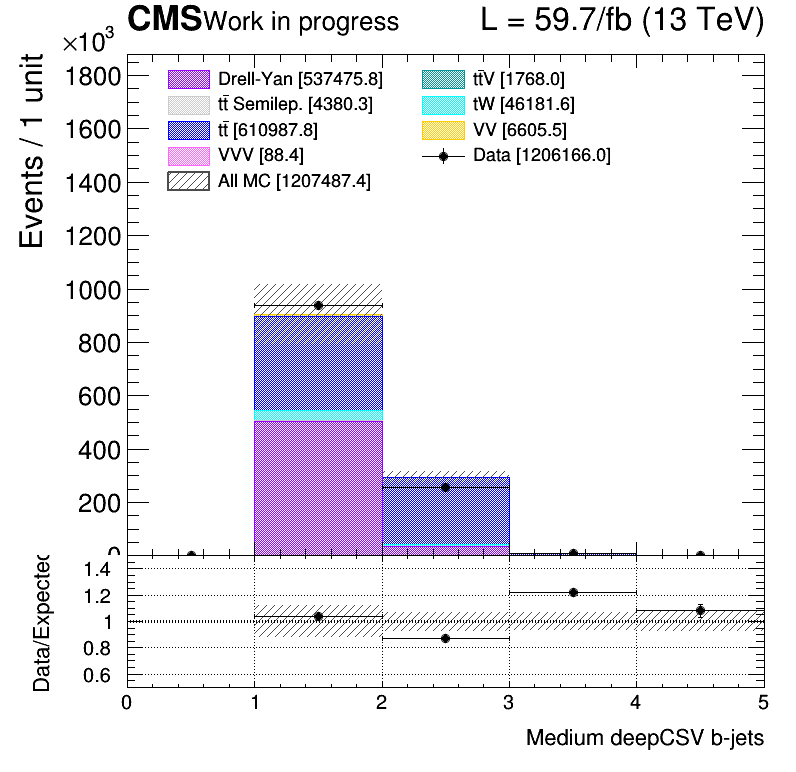 CMS Work in progress L = 59.7/fb (13 TeV)
×10³
Events / 1 unit
1800
1600
1400
1200
1000
800
600
400
200
0
Drell-Yan [537475.8]
tt̄ Semilep. [4380.3]
tt̄ [610987.8]
VVV [88.4]
All MC [1207487.4]
tt̄V [1768.0]
tW [46181.6]
VV [6605.5]
Data [1206166.0]
Data/Expected
1.4
1.2
1
0.8
0.6
0 1 2 3 4 5
Medium deepCSV b-jets